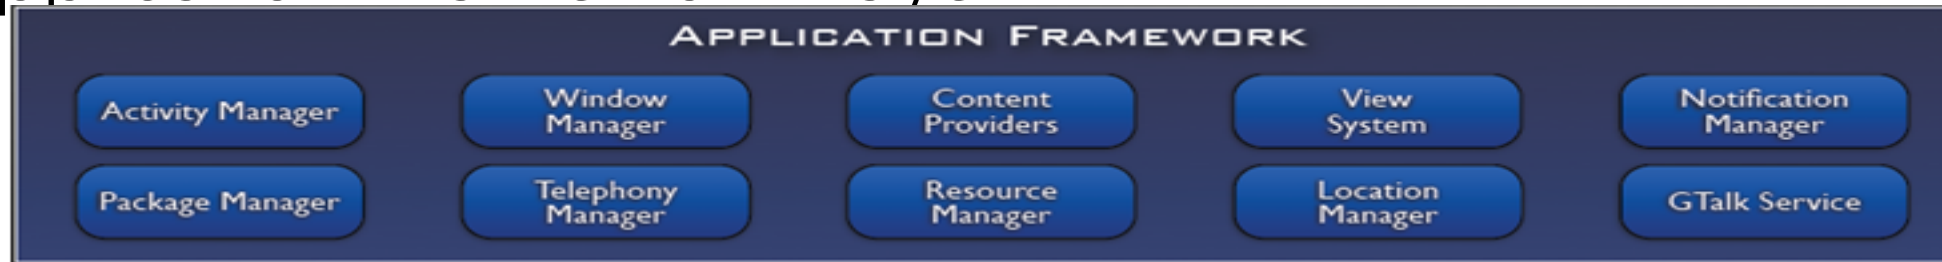 APPLICATION FRAMEWORK
Activity Manager
Window
Manager
Content
Providers
View
System
Notification
Manager
Package Manager
Telephony
Manager
Resource
Manager
Location
Manager
GTalk Service